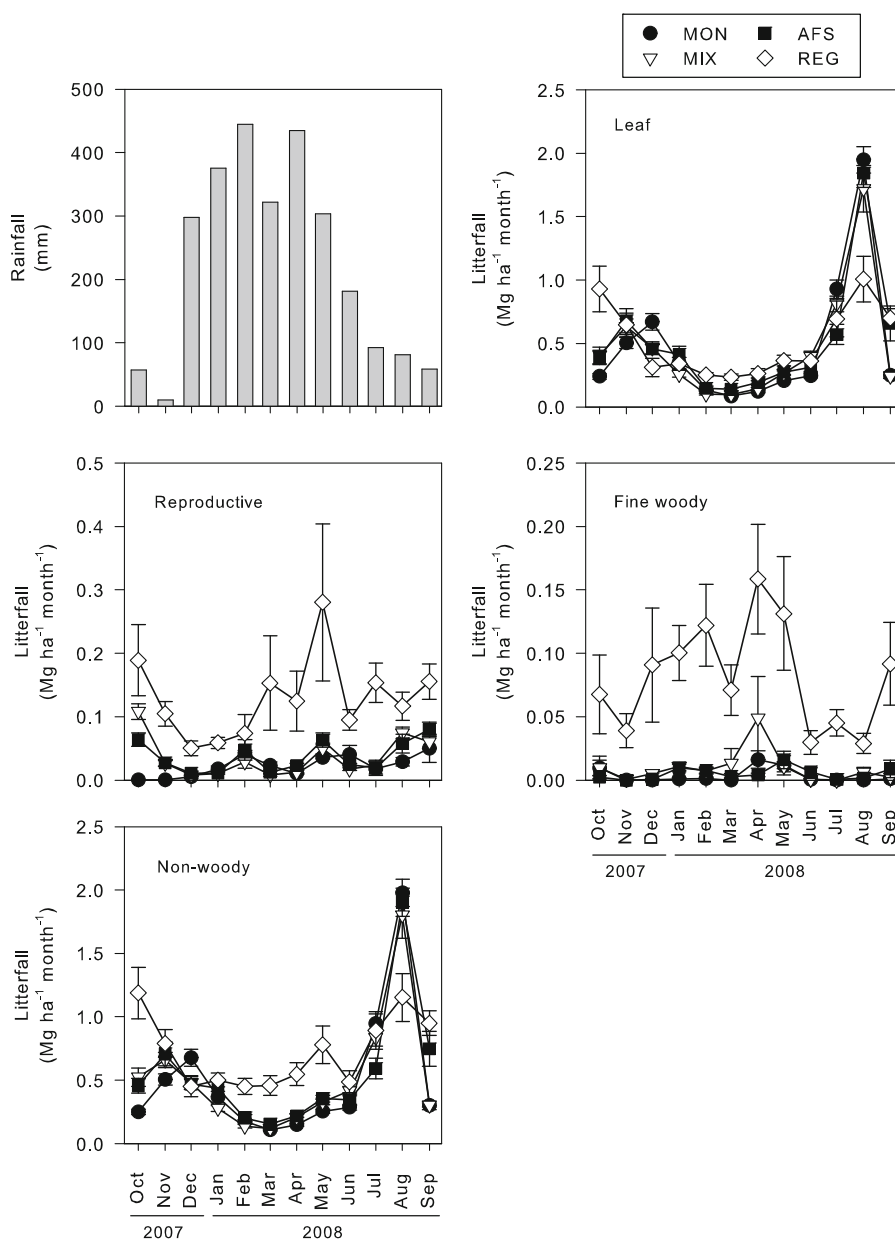 MON AFS
MIX REG
500
400
300
200
100
0
Rainfall
(mm)
2.5
2.0
1.5
1.0
0.5
0.0
Litterfall
(Mg ha⁻¹ month⁻¹)
Leaf
0.5
0.4
0.3
0.2
0.1
0.0
Litterfall
(Mg ha⁻¹ month⁻¹)
Reproductive
0.25
0.20
0.15
0.10
0.05
0.00
Litterfall
(Mg ha⁻¹ month⁻¹)
Fine woody
Oct Nov Dec Jan Feb Mar Apr May Jun Jul Aug Sep
2007 2008
2.5
2.0
1.5
1.0
0.5
0.0
Litterfall
(Mg ha⁻¹ month⁻¹)
Non-woody
Oct Nov Dec Jan Feb Mar Apr May Jun Jul Aug Sep
2007 2008